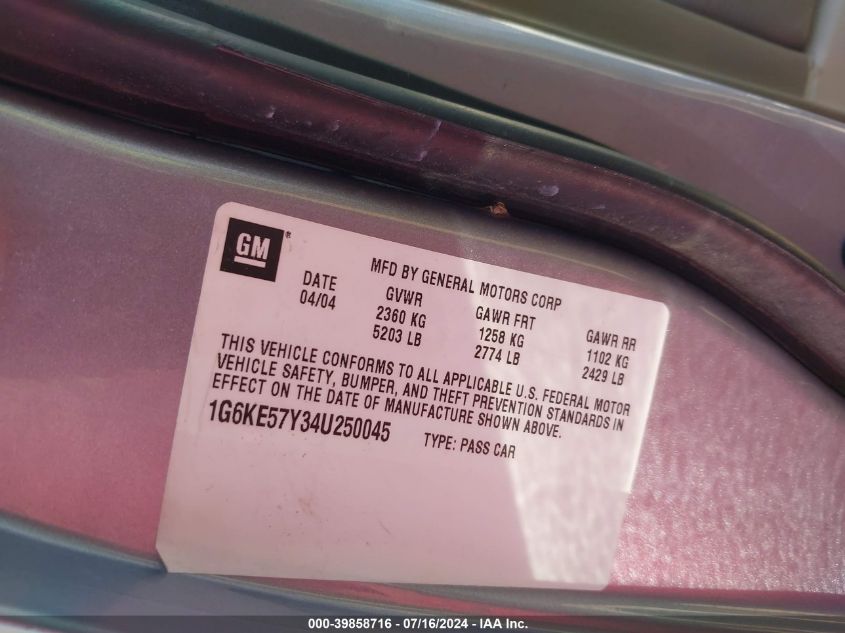 GM®
MFD BY GENERAL MOTORS CORP
DATE GVWR GAWR FRT GAWR RR
04/04 2360 KG 1258 KG 1102 KG
5203 LB 2774 LB 2429 LB
THIS VEHICLE CONFORMS TO ALL APPLICABLE U.S. FEDERAL MOTOR
VEHICLE SAFETY, BUMPER, AND THEFT PREVENTION STANDARDS IN
EFFECT ON THE DATE OF MANUFACTURE SHOWN ABOVE.
1G6KE57Y34U250045 TYPE: PASS CAR
000-39858716 / 07/16/2024 - IAA Inc.